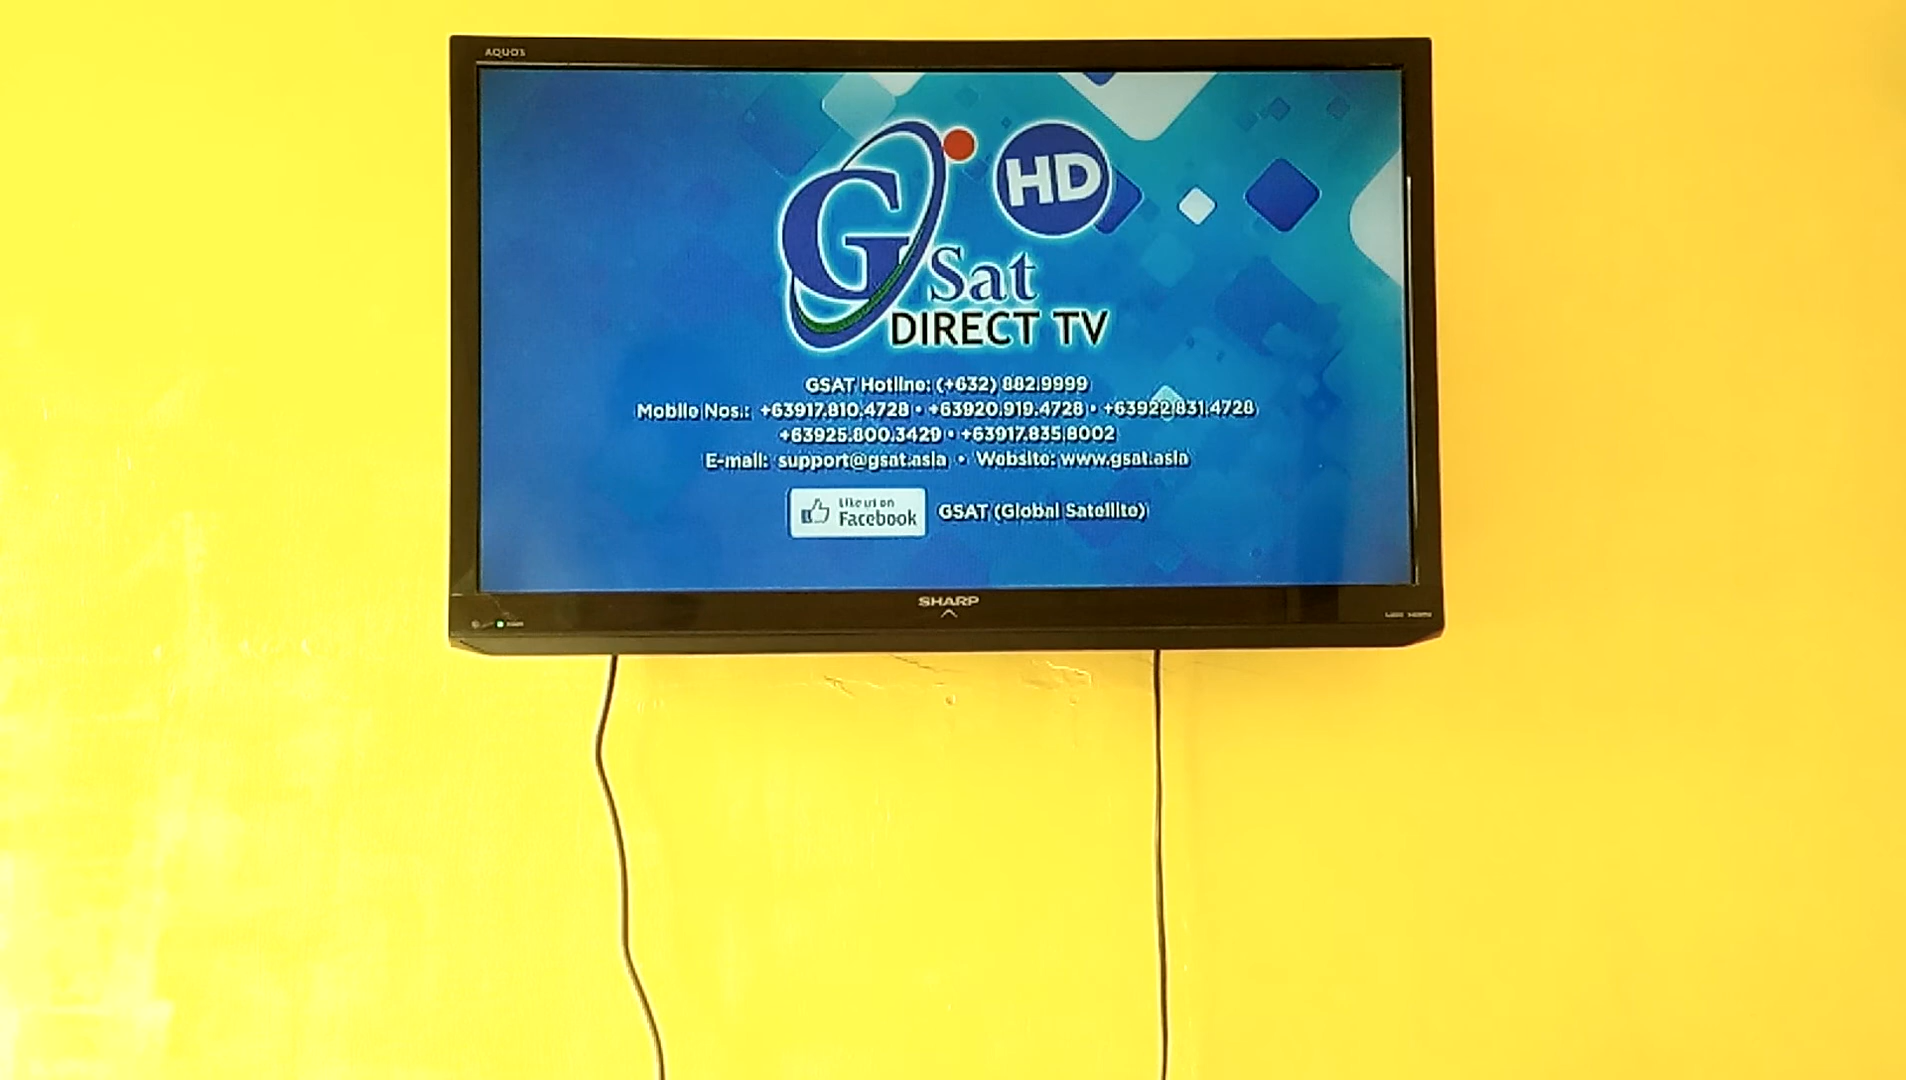 AQUOS
G Sat HD
DIRECT TV
GSAT Hotline: (+632) 882.9999
Mobile Nos.: +63917.810.4728 • +63920.919.4728 • +63922.831.4728
+63925.800.3429 • +63917.835.8002
E-mail: support@gsat.asia • Website: www.gsat.asia
Like us on
Facebook
GSAT (Global Satellite)
SHARP